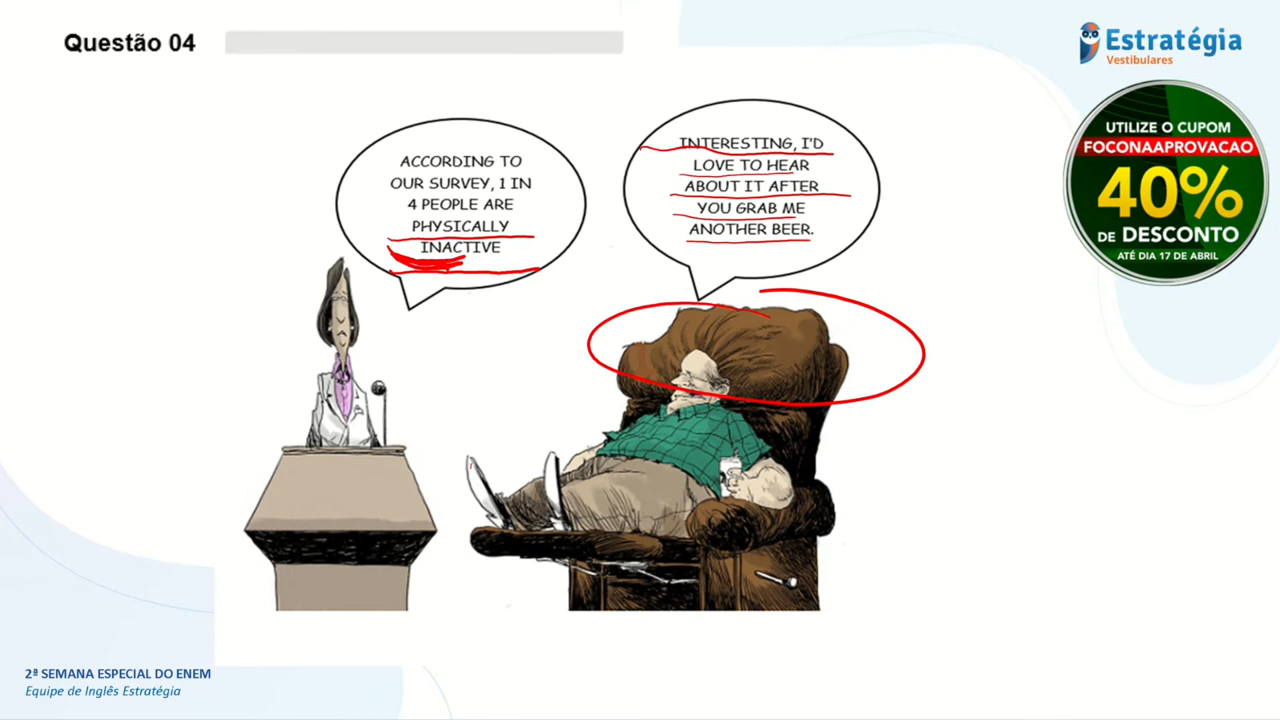 Questão 04
Estratégia
Vestibulares
UTILIZE O CUPOM
FOCONAAPROVACAO
40%
DE DESCONTO
ATÉ DIA 17 DE ABRIL
ACCORDING TO
OUR SURVEY, 1 IN
4 PEOPLE ARE
PHYSICALLY
INACTIVE
INTERESTING, I'D
LOVE TO HEAR
ABOUT IT AFTER
YOU GRAB ME
ANOTHER BEER.
2ª SEMANA ESPECIAL DO ENEM
Equipe de Inglês Estratégia